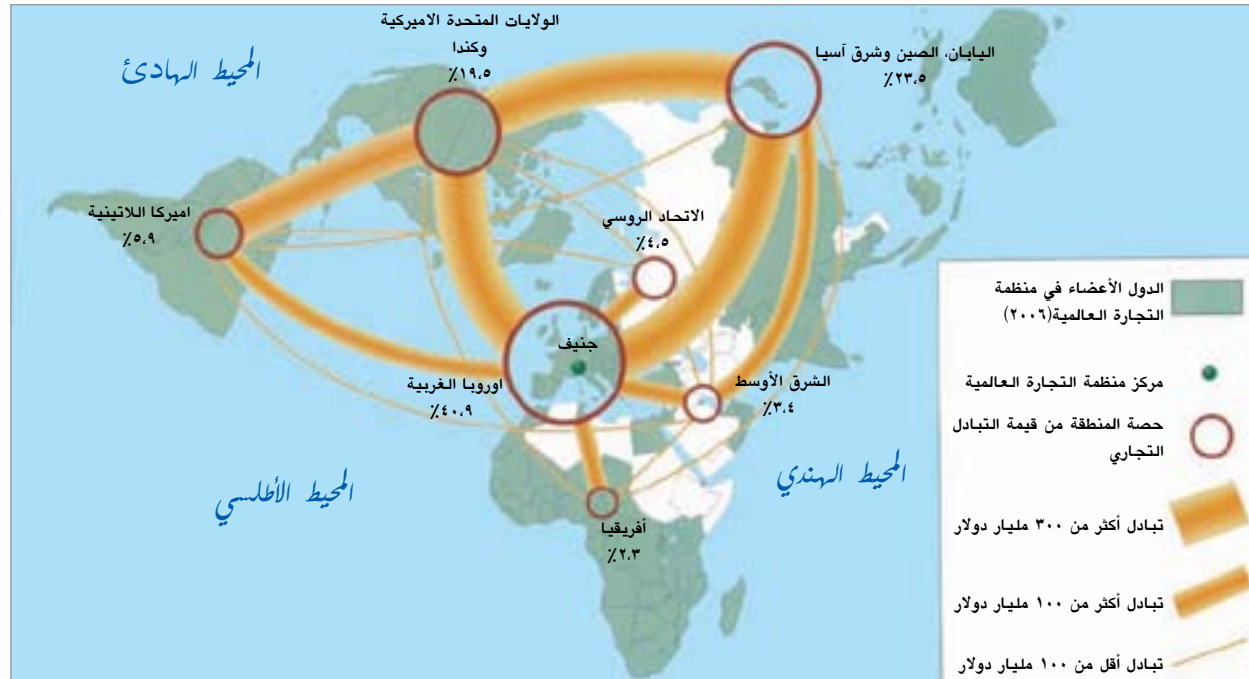 الولايات المتحدة الاميركية
وكندا
٪١٩،٥
المحيط الهادئ
اليابان، الصين وشرق آسيا
٪٢٣،٥
اميركا اللاتينية
٪٥،٩
الاتحاد الروسي
٪٤،٥
جنيف
اوروبا الغربية
٪٤٠،٩
الشرق الأوسط
٪٣،٤
المحيط الأطلسي
المحيط الهندي
أفريقيا
٪٢،٣
الدول الأعضاء في منظمة
التجارة العالمية(٢٠٠٦)
مركز منظمة التجارة العالمية
حصة المنطقة من قيمة التبادل
التجاري
تبادل أكثر من ٣٠٠ مليار دولار
تبادل أكثر من ١٠٠ مليار دولار
تبادل أقل من ١٠٠ مليار دولار